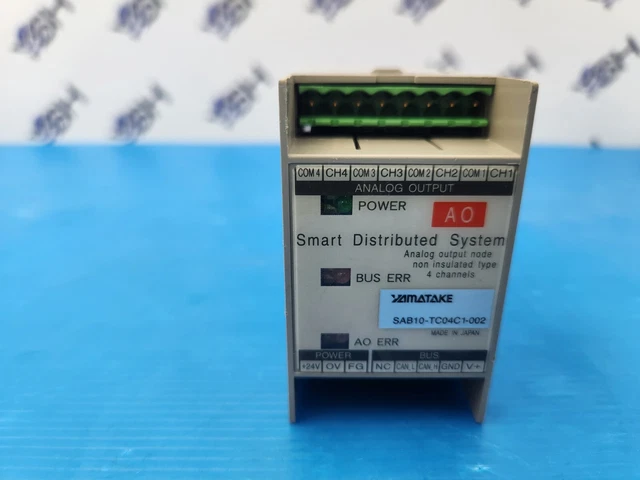 COM 4 CH4 COM 3 CH3 COM 2 CH2 COM 1 CH1
ANALOG OUTPUT
POWER
AO
Smart Distributed System
Analog output node
non insulated type
4 channels
BUS ERR
YAMATAKE
SAB10-TC04C1-002
MADE IN JAPAN
AO ERR
POWER BUS
+24V 0V FG NC CAN_L CAN_H GND V+